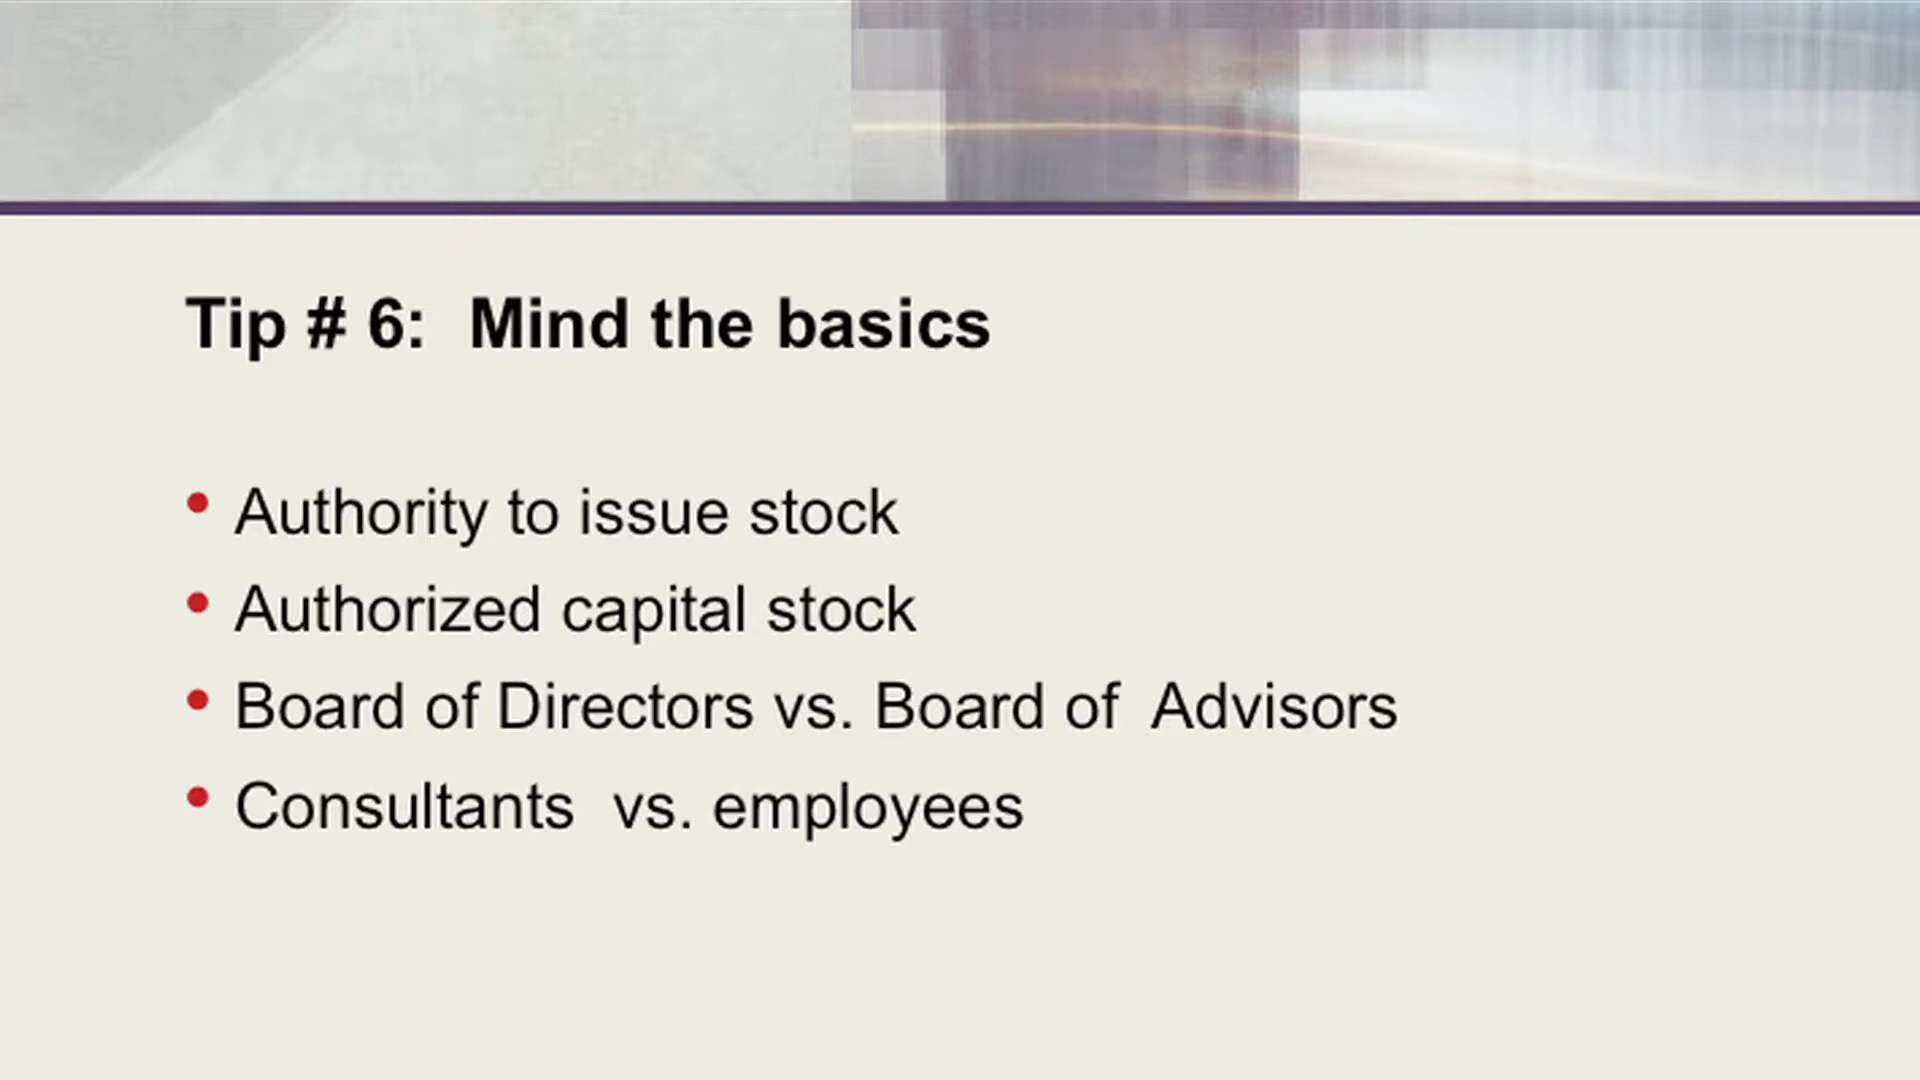 Tip # 6:  Mind the basics
• Authority to issue stock
• Authorized capital stock
• Board of Directors vs. Board of  Advisors
• Consultants  vs. employees